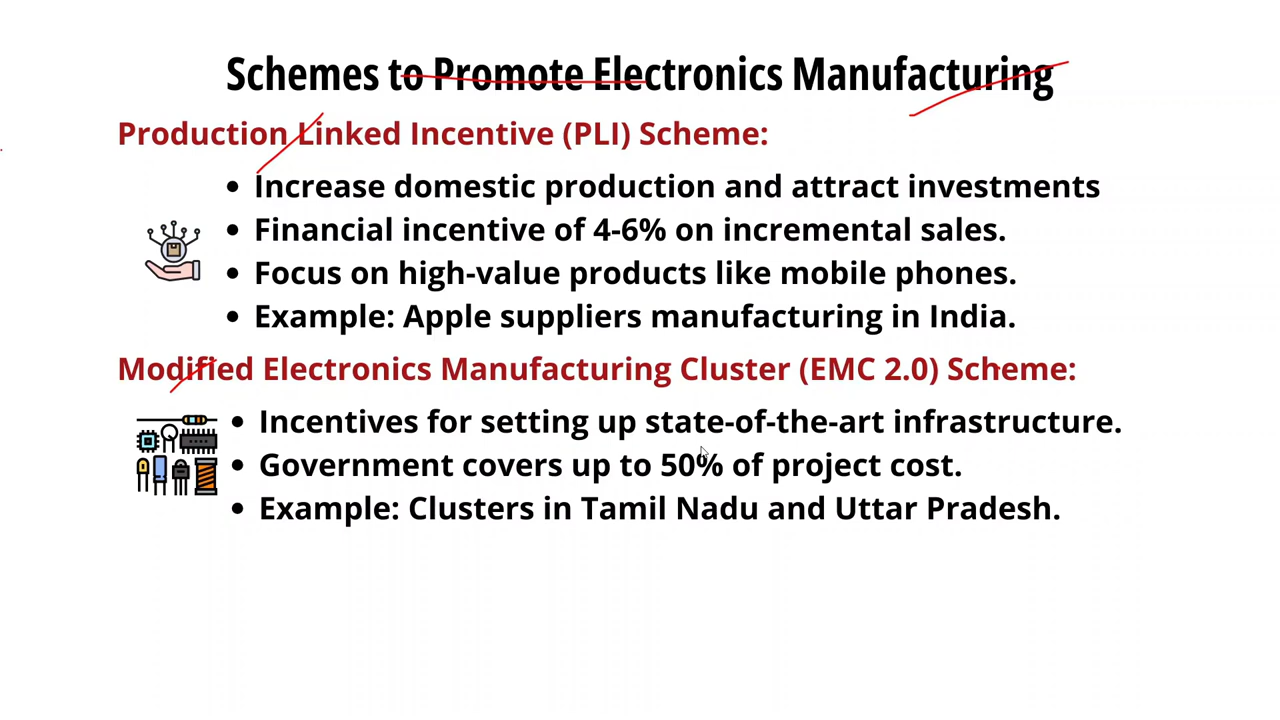 Schemes to Promote Electronics Manufacturing
Production Linked Incentive (PLI) Scheme:
• Increase domestic production and attract investments
• Financial incentive of 4-6% on incremental sales.
• Focus on high-value products like mobile phones.
• Example: Apple suppliers manufacturing in India.
Modified Electronics Manufacturing Cluster (EMC 2.0) Scheme:
• Incentives for setting up state-of-the-art infrastructure.
• Government covers up to 50% of project cost.
• Example: Clusters in Tamil Nadu and Uttar Pradesh.